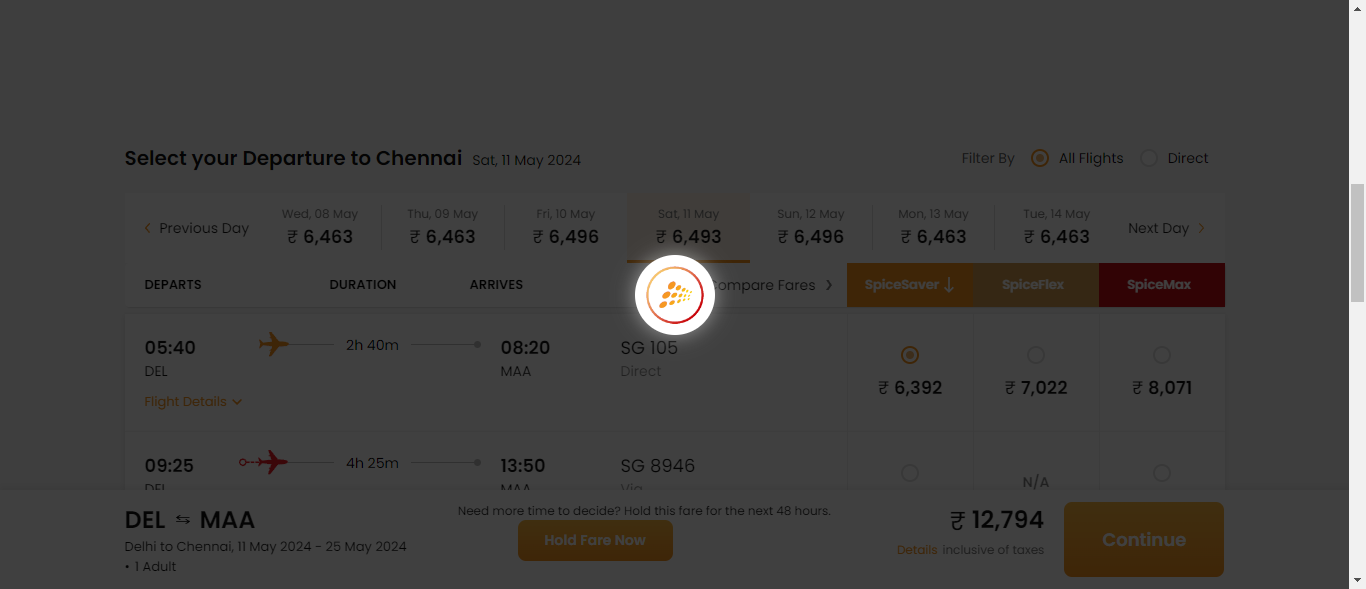 Select your Departure to Chennai Sat, 11 May 2024
Filter By All Flights Direct
Previous Day
Wed, 08 May
₹ 6,463
Thu, 09 May
₹ 6,463
Fri, 10 May
₹ 6,496
Sat, 11 May
₹ 6,493
Sun, 12 May
₹ 6,496
Mon, 13 May
₹ 6,463
Tue, 14 May
₹ 6,463
Next Day
DEPARTS DURATION ARRIVES Compare Fares SpiceSaver SpiceFlex SpiceMax
05:40 2h 40m 08:20 SG 105
DEL MAA Direct
₹ 6,392 ₹ 7,022 ₹ 8,071
Flight Details
09:25 4h 25m 13:50 SG 8946
N/A
DEL MAA Via
DEL MAA
Delhi to Chennai, 11 May 2024 - 25 May 2024
• 1 Adult
Need more time to decide? Hold this fare for the next 48 hours.
Hold Fare Now
₹ 12,794
Details inclusive of taxes
Continue